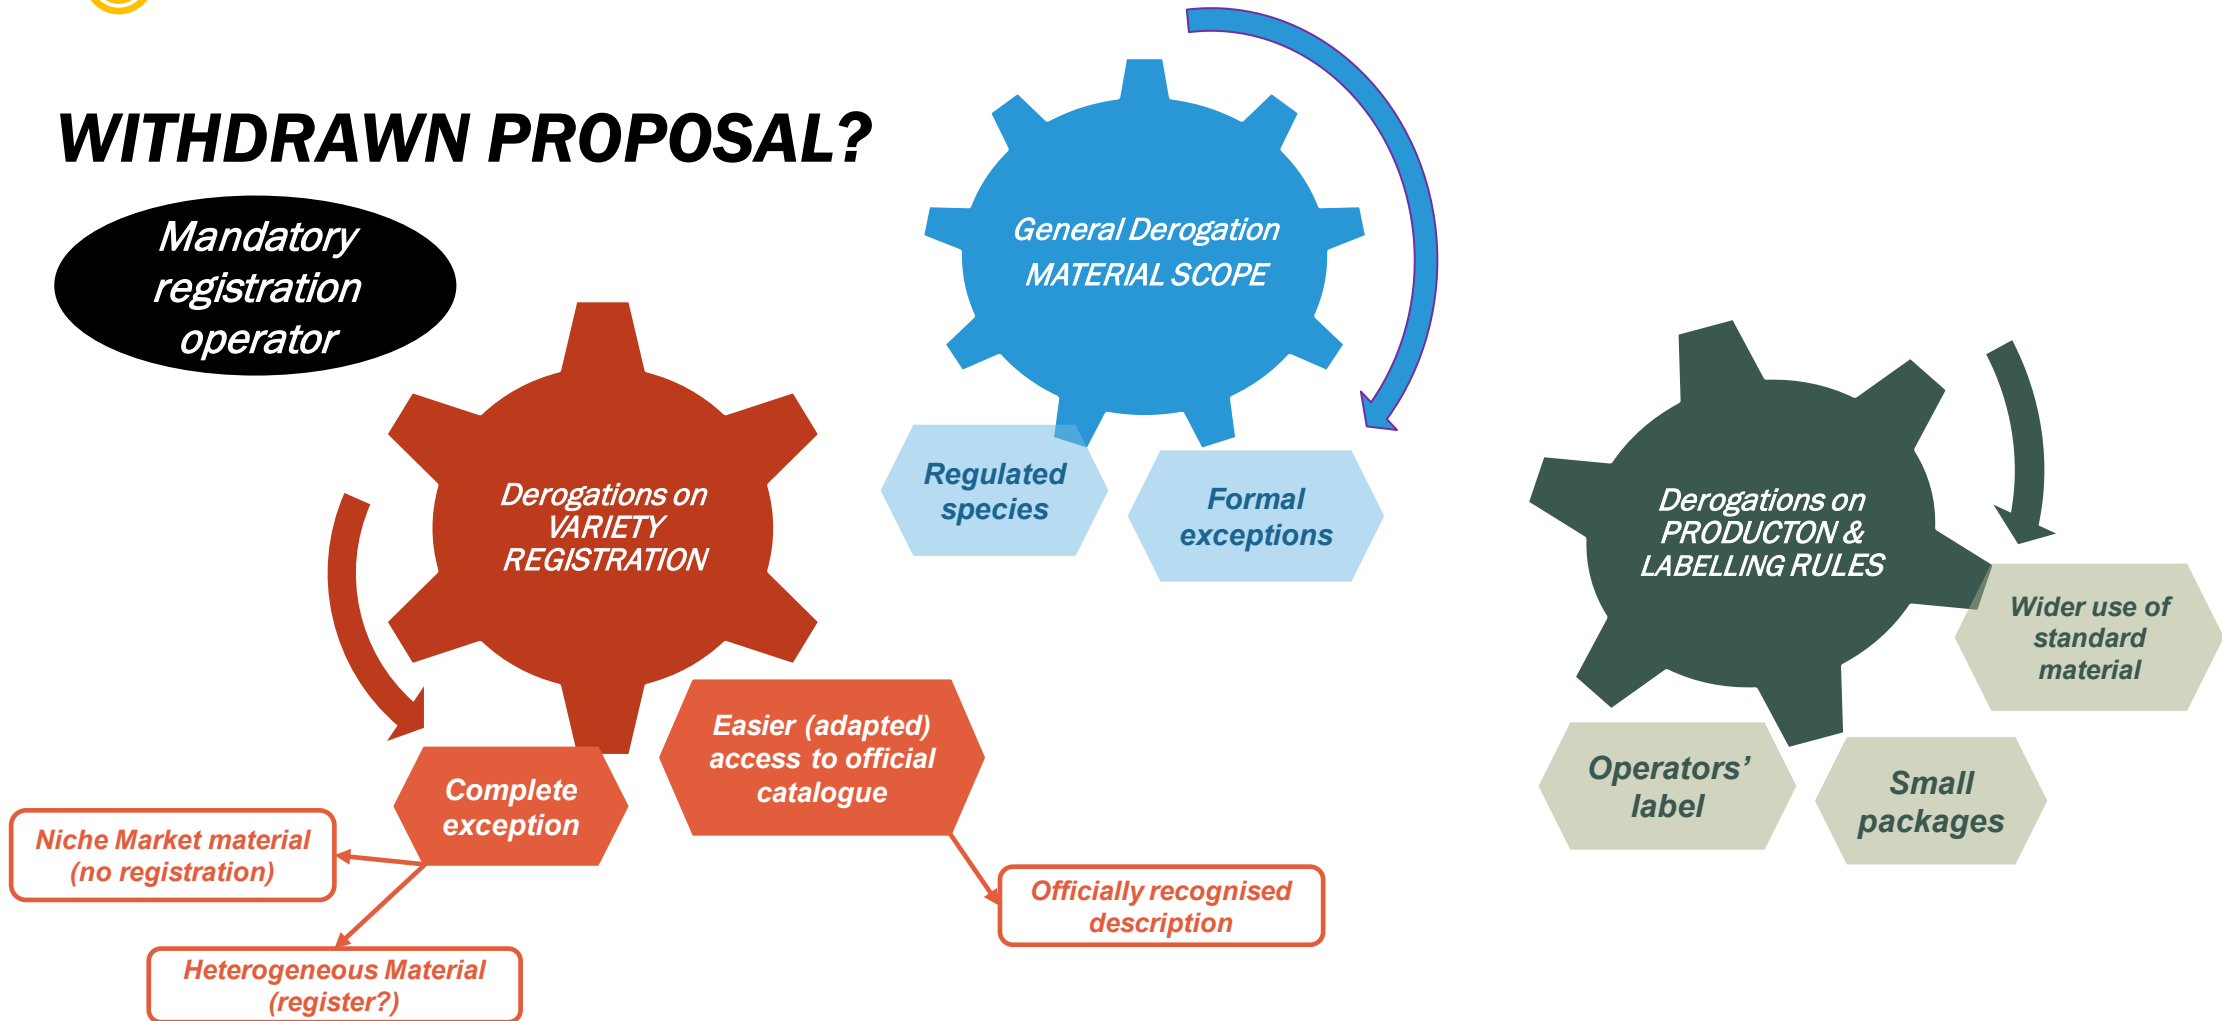 WITHDRAWN PROPOSAL?
Mandatory
registration
operator
General Derogation
MATERIAL SCOPE
Regulated
species
Formal
exceptions
Derogations on
VARIETY
REGISTRATION
Complete
exception
Easier (adapted)
access to official
catalogue
Niche Market material
(no registration)
Heterogeneous Material
(register?)
Officially recognised
description
Derogations on
PRODUCTON &
LABELLING RULES
Wider use of
standard
material
Operators’
label
Small
packages